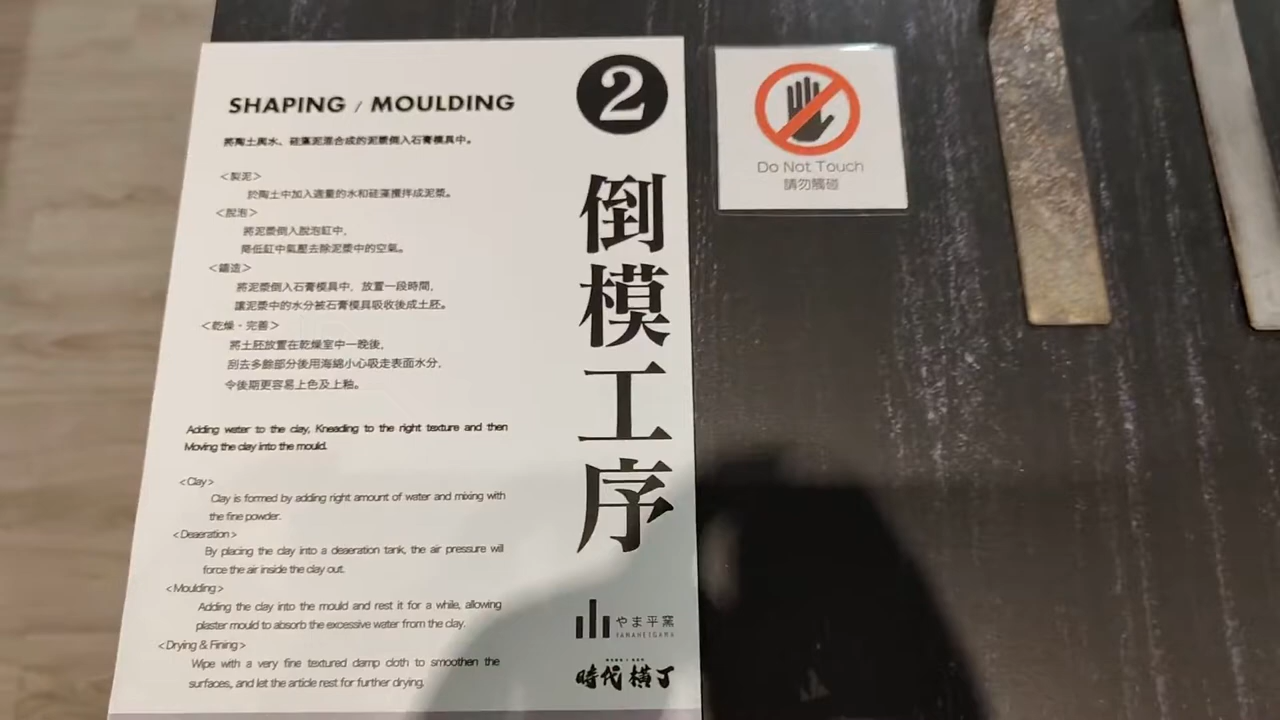 SHAPING / MOULDING
將陶土與水、硅藻泥混合成的泥漿倒入石膏模具中。
<製泥>
於陶土中加入適量的水和硅藻攪拌成泥漿。
<脫泡>
將泥漿倒入脫泡缸中,
降低缸中氣壓去除泥漿中的空氣。
<鑄造>
將泥漿倒入石膏模具中, 放置一段時間,
讓泥漿中的水分被石膏模具吸收後成土胚。
<乾燥・完善>
將土胚放置在乾燥室中一晚後,
刮去多餘部分後用海綿小心吸走表面水分,
令後期更容易上色及上釉。
Adding water to the clay, Kneading to the right texture and then
Moving the clay into the mould.
<Clay>
Clay is formed by adding right amount of water and mixing with
the fine powder.
<Deaeration>
By placing the clay into a deaeration tank, the air pressure will
force the air inside the clay out.
<Moulding>
Adding the clay into the mould and rest it for a while, allowing
plaster mould to absorb the excessive water from the clay.
<Drying & Fining>
Wipe with a very fine textured damp cloth to smoothen the
surfaces, and let the article rest for further drying.
2
倒模工序
やま平窯
YAMAHEIGAMA
時代橫丁
Do Not Touch
請勿觸碰